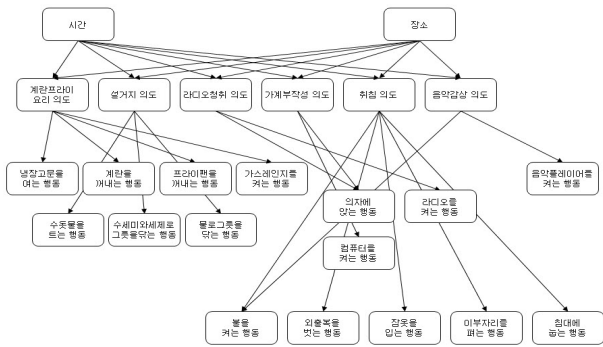 시간
장소
계란프라이
요리 의도
설거지 의도
라디오청취 의도
가계부작성 의도
취침 의도
음악감상 의도
냉장고문을
여는 행동
계란을
꺼내는 행동
프라이팬을
꺼내는 행동
가스레인지를
켜는 행동
음악플레이어를
켜는 행동
의자에
앉는 행동
라디오를
켜는 행동
수돗물을
트는 행동
수세미와세제로
그릇을닦는 행동
물로그릇을
닦는 행동
컴퓨터를
켜는 행동
불을
켜는 행동
외출복을
벗는 행동
잠옷을
입는 행동
이부자리를
펴는 행동
침대에
눕는 행동